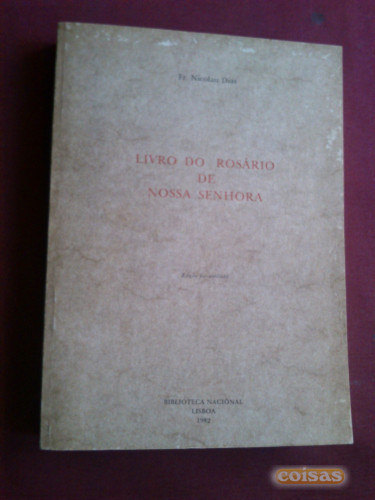 Fr. Nicolau Dias
LIVRO DO ROSÁRIO
DE
NOSSA SENHORA
BIBLIOTECA NACIONAL
LISBOA
1982
coisas